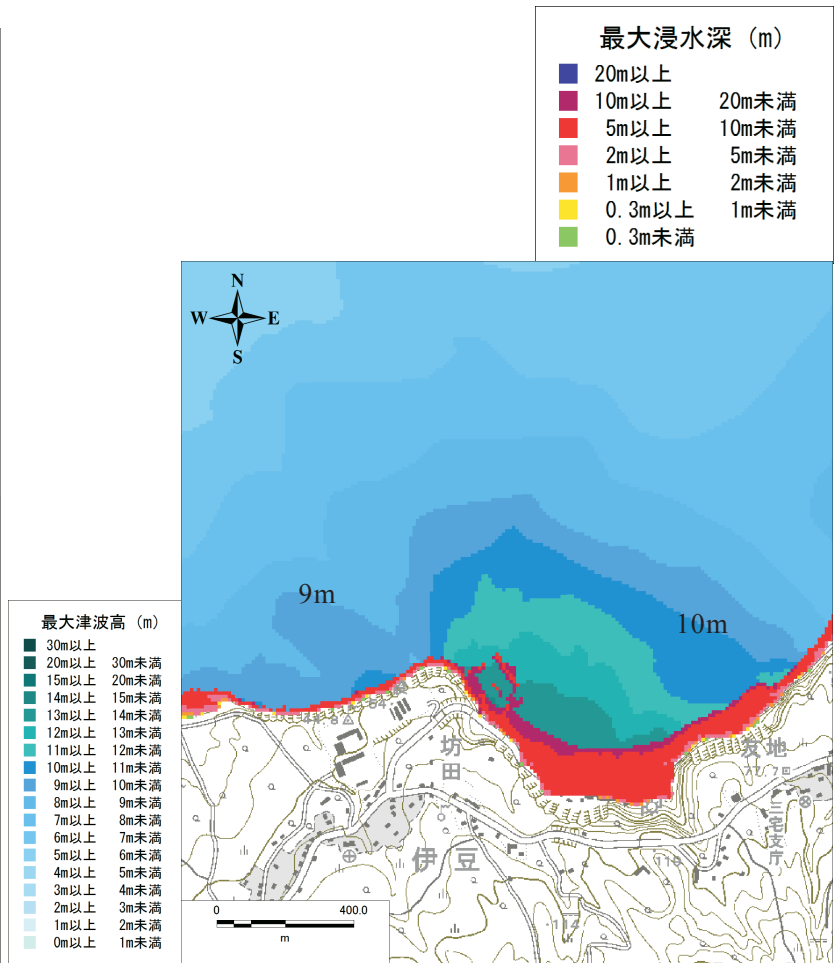 最大浸水深 (m)
20m以上
10m以上 20m未満
5m以上 10m未満
2m以上 5m未満
1m以上 2m未満
0.3m以上 1m未満
0.3m未満
N
W E
S
9m
10m
最大津波高 (m)
30m以上
20m以上 30m未満
15m以上 20m未満
14m以上 15m未満
13m以上 14m未満
12m以上 13m未満
11m以上 12m未満
10m以上 11m未満
9m以上 10m未満
8m以上 9m未満
7m以上 8m未満
6m以上 7m未満
5m以上 6m未満
4m以上 5m未満
3m以上 4m未満
2m以上 3m未満
1m以上 2m未満
0m以上 1m未満
坊田
伊豆
三宅支庁
114
0 400.0
m